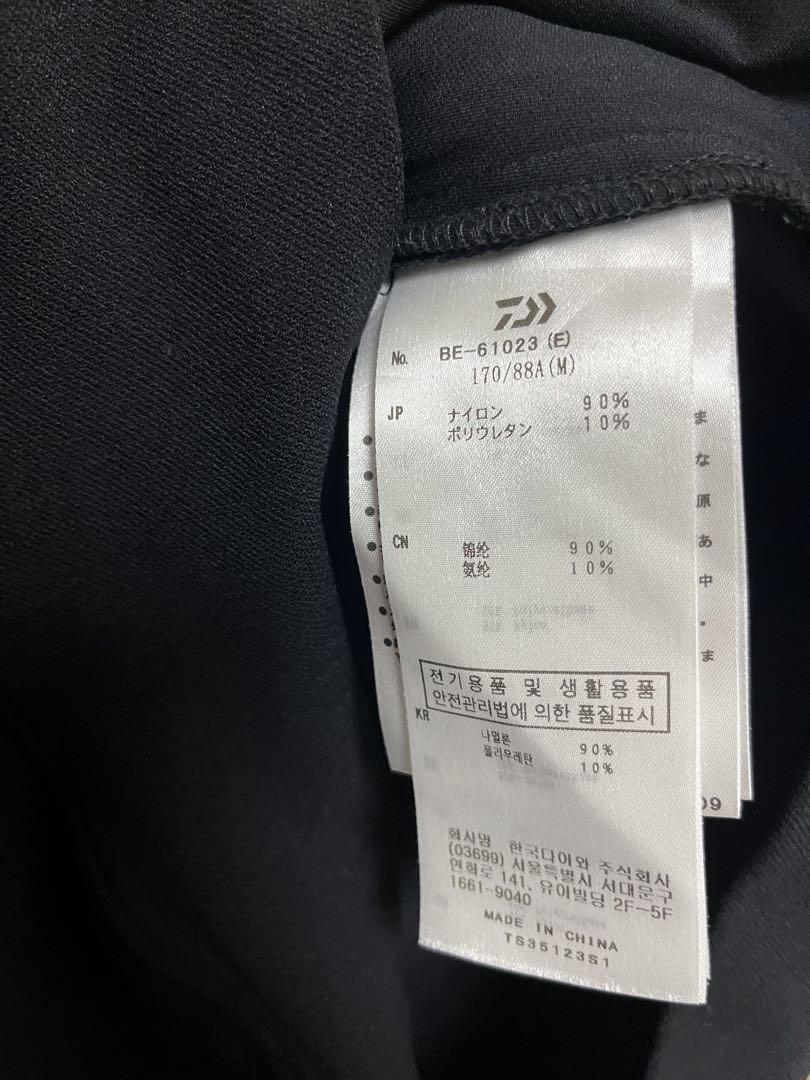 No. BE-61023 (E)
170/88A(M)
JP ナイロン 90%
ポリウレタン 10%
CN 锦纶 90%
氨纶 10%
전기용품 및 생활용품
안전관리법에 의한 품질표시
KR
나일론 90%
폴리우레탄 10%
회사명 한국다이와 주식회사
(03699) 서울특별시 서대문구
연희로 141, 유이빌딩 2F-5F
1661-9040
MADE IN CHINA
TS35123S1
ま
な
原
あ
中
・
ま
09